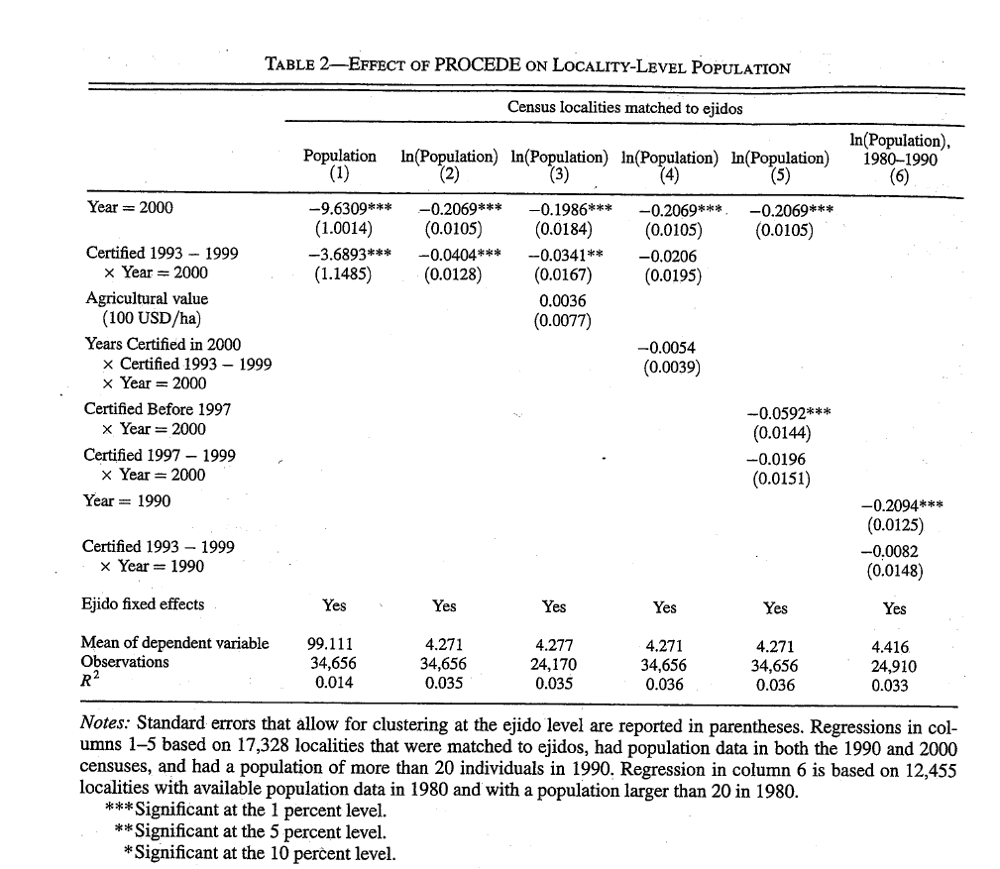 TABLE 2—EFFECT OF PROCEDE ON LOCALITY-LEVEL POPULATION
Census localities matched to ejidos
Population (1) ln(Population) (2) ln(Population) (3) ln(Population) (4) ln(Population) (5) ln(Population), 1980–1990 (6)
Year = 2000 −9.6309*** −0.2069*** −0.1986*** −0.2069*** −0.2069***
(1.0014) (0.0105) (0.0184) (0.0105) (0.0105)
Certified 1993 – 1999 −3.6893*** −0.0404*** −0.0341** −0.0206
× Year = 2000 (1.1485) (0.0128) (0.0167) (0.0195)
Agricultural value 0.0036
(100 USD/ha) (0.0077)
Years Certified in 2000 −0.0054
× Certified 1993 – 1999 (0.0039)
× Year = 2000
Certified Before 1997 −0.0592***
× Year = 2000 (0.0144)
Certified 1997 – 1999 −0.0196
× Year = 2000 (0.0151)
Year = 1990 −0.2094***
(0.0125)
Certified 1993 – 1999 −0.0082
× Year = 1990 (0.0148)
Ejido fixed effects Yes Yes Yes Yes Yes Yes
Mean of dependent variable 99.111 4.271 4.277 4.271 4.271 4.416
Observations 34,656 34,656 24,170 34,656 34,656 24,910
R² 0.014 0.035 0.035 0.036 0.036 0.033
Notes: Standard errors that allow for clustering at the ejido level are reported in parentheses. Regressions in col-
umns 1–5 based on 17,328 localities that were matched to ejidos, had population data in both the 1990 and 2000
censuses, and had a population of more than 20 individuals in 1990. Regression in column 6 is based on 12,455
localities with available population data in 1980 and with a population larger than 20 in 1980.
***Significant at the 1 percent level.
**Significant at the 5 percent level.
*Significant at the 10 percent level.